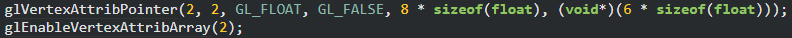 glVertexAttribPointer(2, 2, GL_FLOAT, GL_FALSE, 8 * sizeof(float), (void*)(6 * sizeof(float)));
glEnableVertexAttribArray(2);